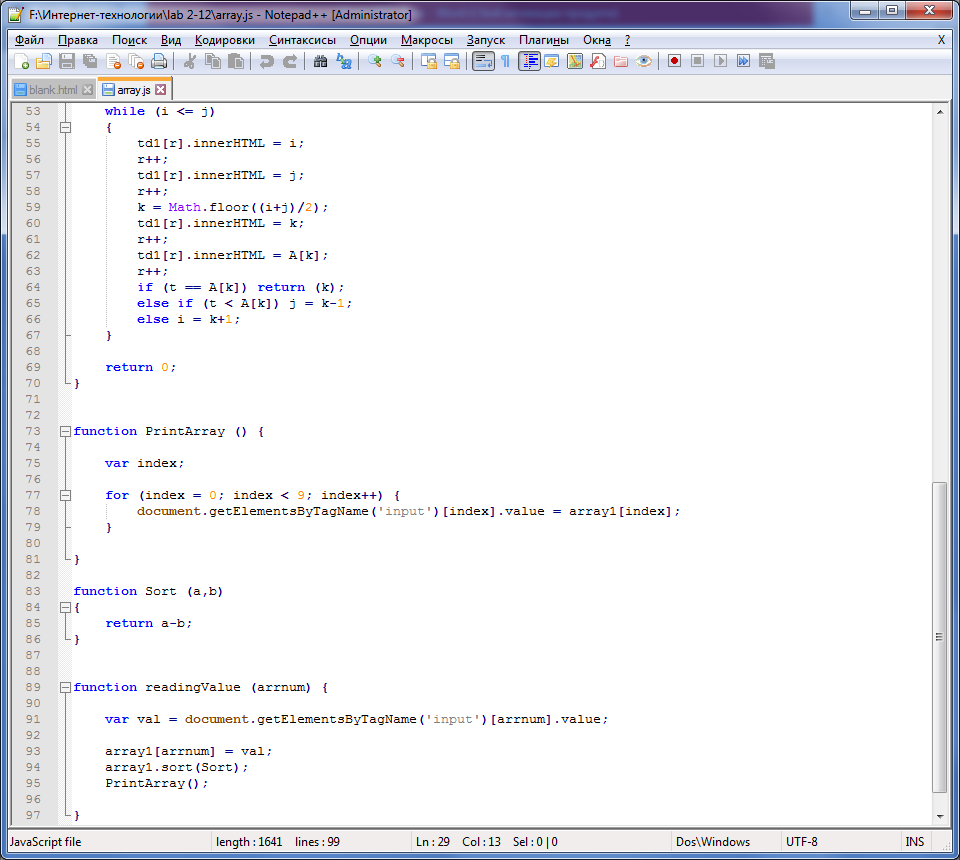 F:\Интернет-технологии\lab 2-12\array.js - Notepad++ [Administrator]
Файл Правка Поиск Вид Кодировки Синтаксисы Опции Макросы Запуск Плагины Окна ? X
blank.html array.js
53 while (i <= j)
54 {
55 td1[r].innerHTML = i;
56 r++;
57 td1[r].innerHTML = j;
58 r++;
59 k = Math.floor((i+j)/2);
60 td1[r].innerHTML = k;
61 r++;
62 td1[r].innerHTML = A[k];
63 r++;
64 if (t == A[k]) return (k);
65 else if (t < A[k]) j = k-1;
66 else i = k+1;
67 }
68
69 return 0;
70 }
71
72
73 function PrintArray () {
74
75 var index;
76
77 for (index = 0; index < 9; index++) {
78 document.getElementsByTagName('input')[index].value = array1[index];
79 }
80
81 }
82
83 function Sort (a,b)
84 {
85 return a-b;
86 }
87
88
89 function readingValue (arrnum) {
90
91 var val = document.getElementsByTagName('input')[arrnum].value;
92
93 array1[arrnum] = val;
94 array1.sort(Sort);
95 PrintArray();
96
97 }
JavaScript file length : 1641 lines : 99 Ln : 29 Col : 13 Sel : 0 | 0 Dos\Windows UTF-8 INS